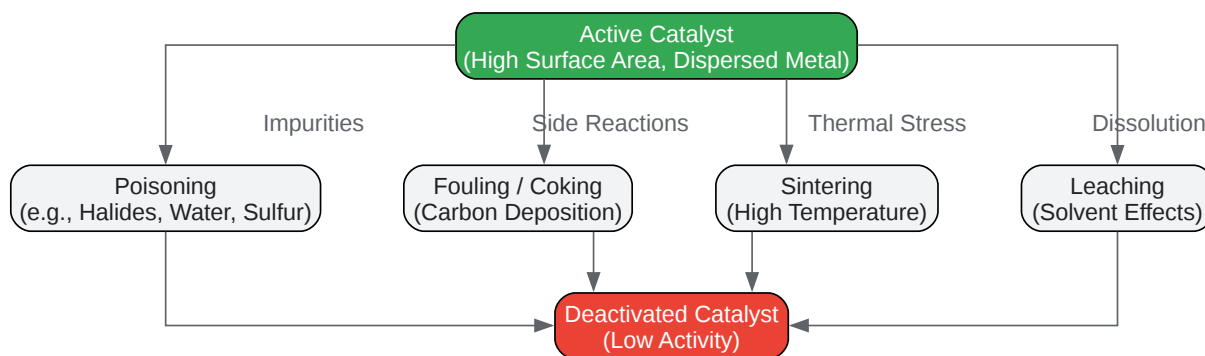 Active Catalyst
(High Surface Area, Dispersed Metal)
Impurities
Side Reactions
Thermal Stress
Dissolution
Poisoning
(e.g., Halides, Water, Sulfur)
Fouling / Coking
(Carbon Deposition)
Sintering
(High Temperature)
Leaching
(Solvent Effects)
Deactivated Catalyst
(Low Activity)